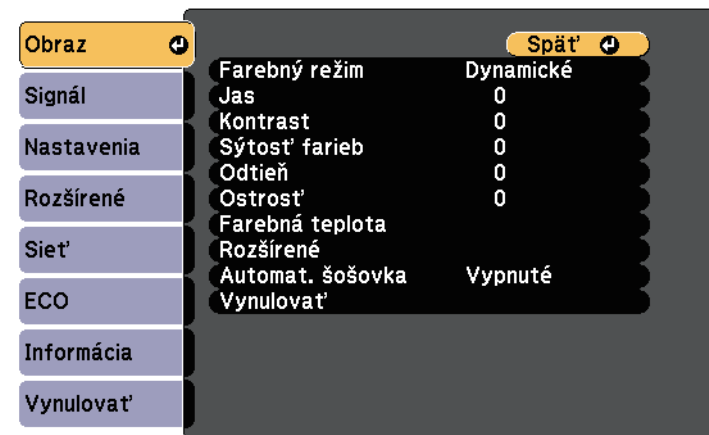 Obraz
Signál
Nastavenia
Rozšírené
Sieť
ECO
Informácia
Vynulovať
Späť
Farebný režim Dynamické
Jas 0
Kontrast 0
Sýtosť farieb 0
Odtieň 0
Ostrosť 0
Farebná teplota
Rozšírené
Automat. šošovka Vypnuté
Vynulovať